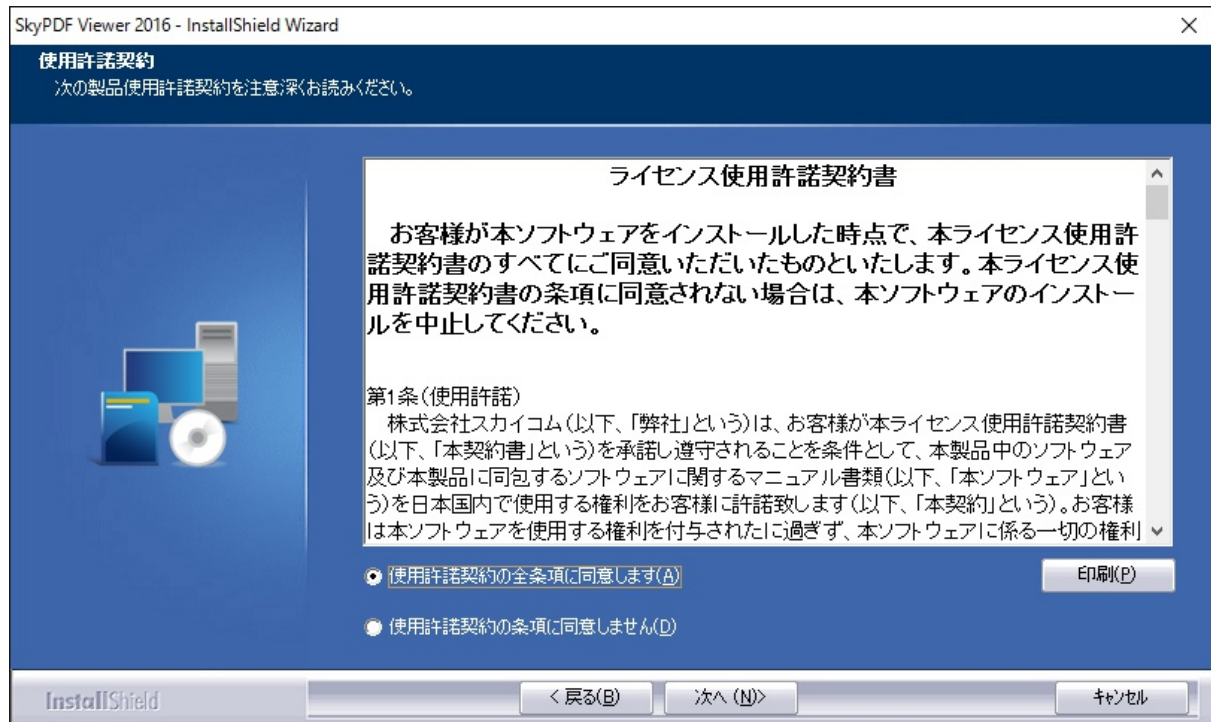 SkyPDF Viewer 2016 - InstallShield Wizard
使用許諾契約
次の製品使用許諾契約を注意深くお読みください。
ライセンス使用許諾契約書
お客様が本ソフトウェアをインストールした時点で、本ライセンス使用許
諾契約書のすべてにご同意いただいたものといたします。本ライセンス使
用許諾契約書の条項に同意されない場合は、本ソフトウェアのインストー
ルを中止してください。
第1条(使用許諾)
株式会社スカイコム(以下、「弊社」という)は、お客様が本ライセンス使用許諾契約書
(以下、「本契約書」という)を承諾し遵守されることを条件として、本製品中のソフトウェア
及び本製品に同包するソフトウェアに関するマニュアル書類(以下、「本ソフトウェア」とい
う)を日本国内で使用する権利をお客様に許諾致します(以下、「本契約」という)。お客様
は本ソフトウェアを使用する権利を付与されたに過ぎず、本ソフトウェアに係る一切の権利
使用許諾契約の全条項に同意します(A)
印刷(P)
使用許諾契約の条項に同意しません(D)
InstallShield
< 戻る(B)
次へ (N)>
キャンセル